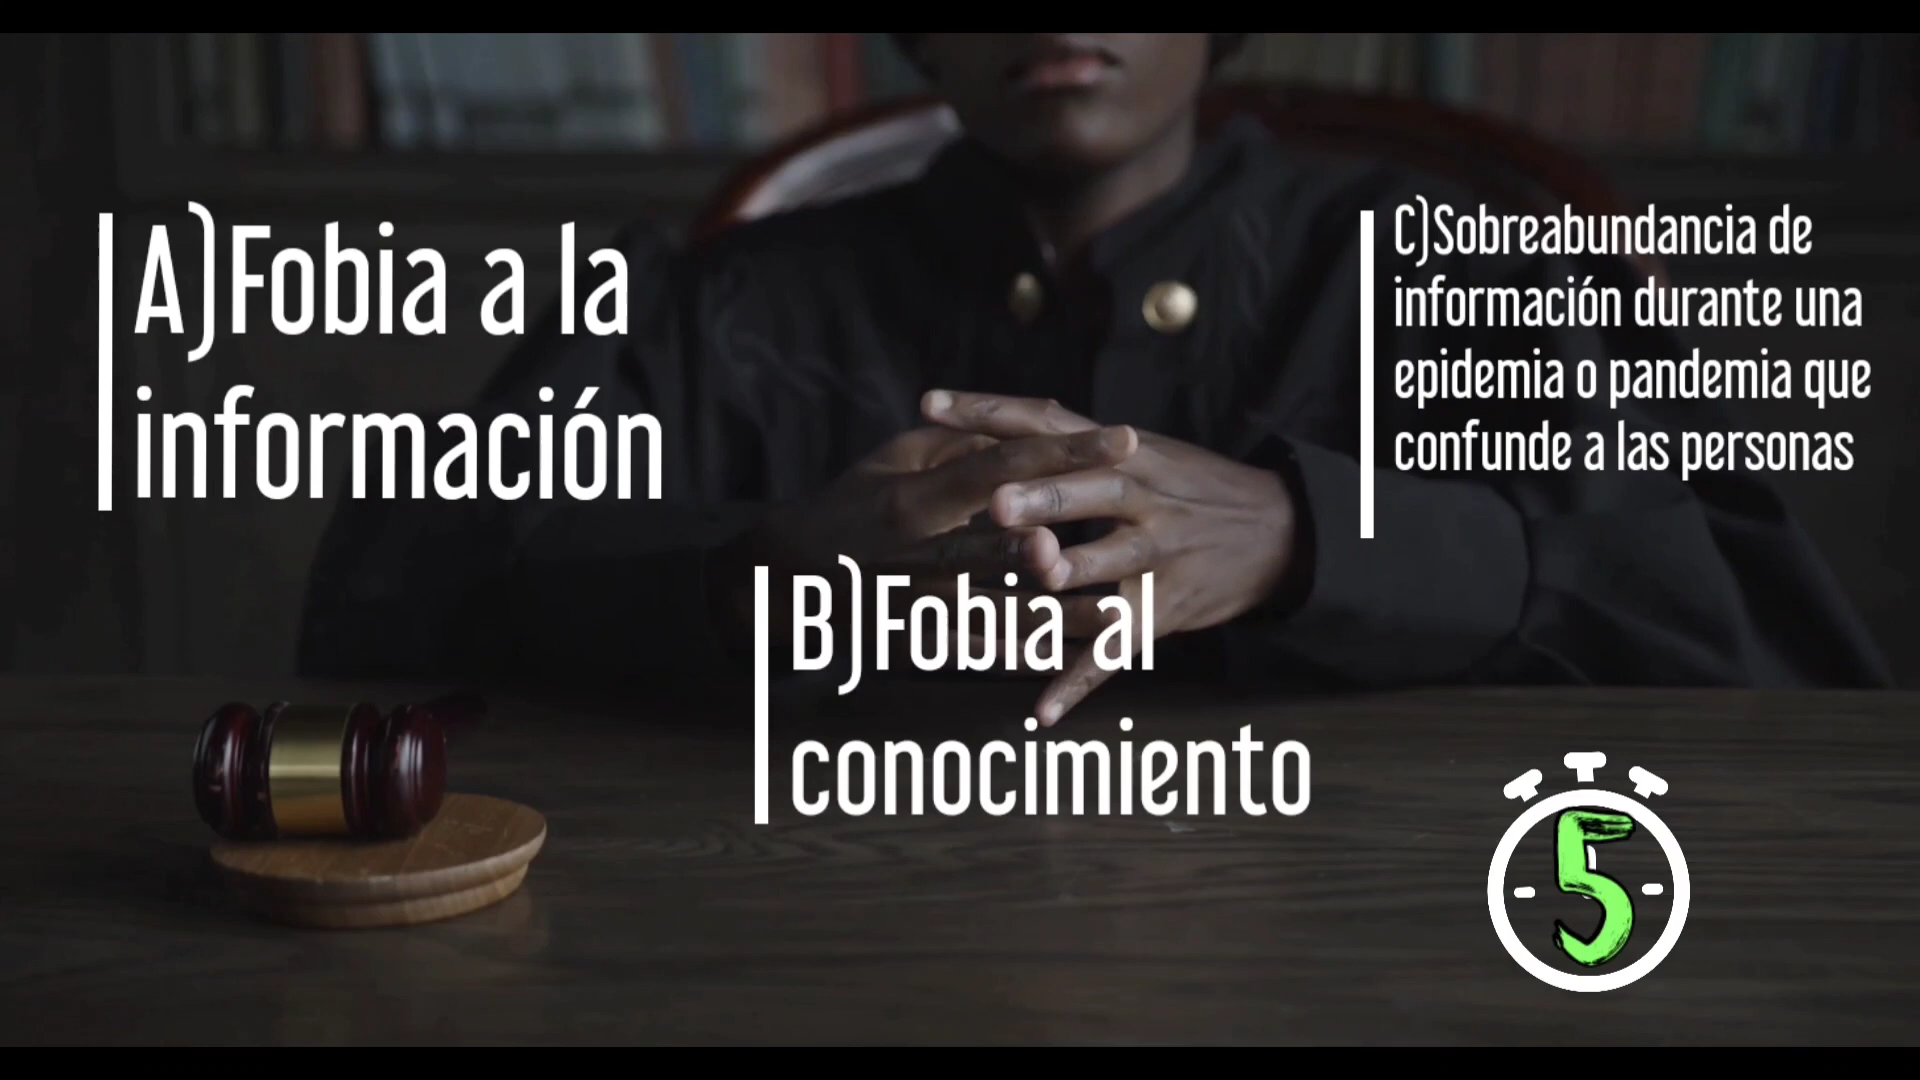 A)Fobia a la
información
B)Fobia al
conocimiento
C)Sobreabundancia de
información durante una
epidemia o pandemia que
confunde a las personas
5